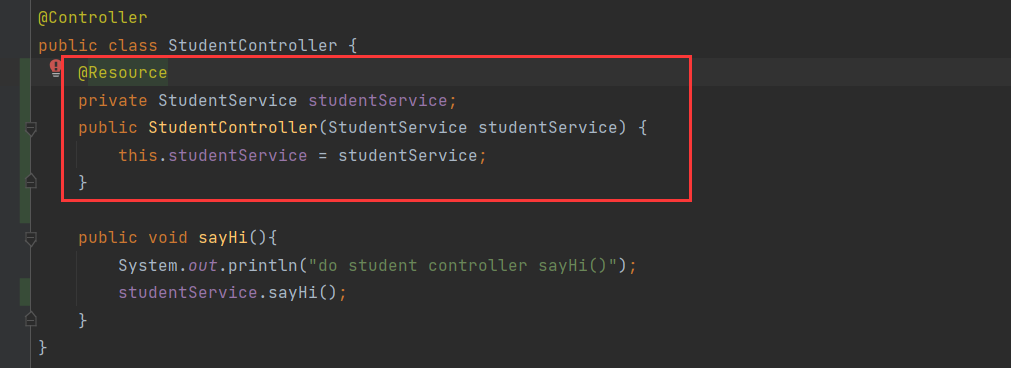 @Controller
public class StudentController {
@Resource
private StudentService studentService;
public StudentController(StudentService studentService) {
this.studentService = studentService;
}
public void sayHi(){
System.out.println("do student controller sayHi()");
studentService.sayHi();
}
}